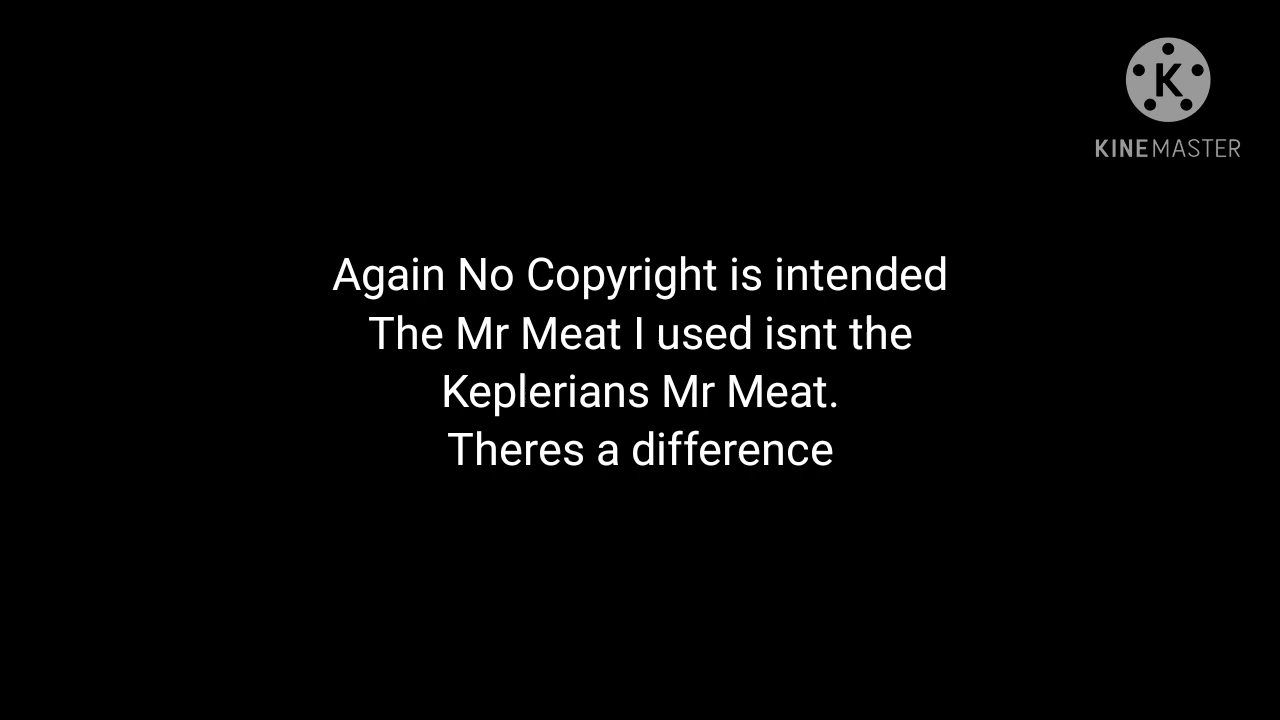 K
KINEMASTER
Again No Copyright is intended
The Mr Meat I used isnt the
Keplerians Mr Meat.
Theres a difference